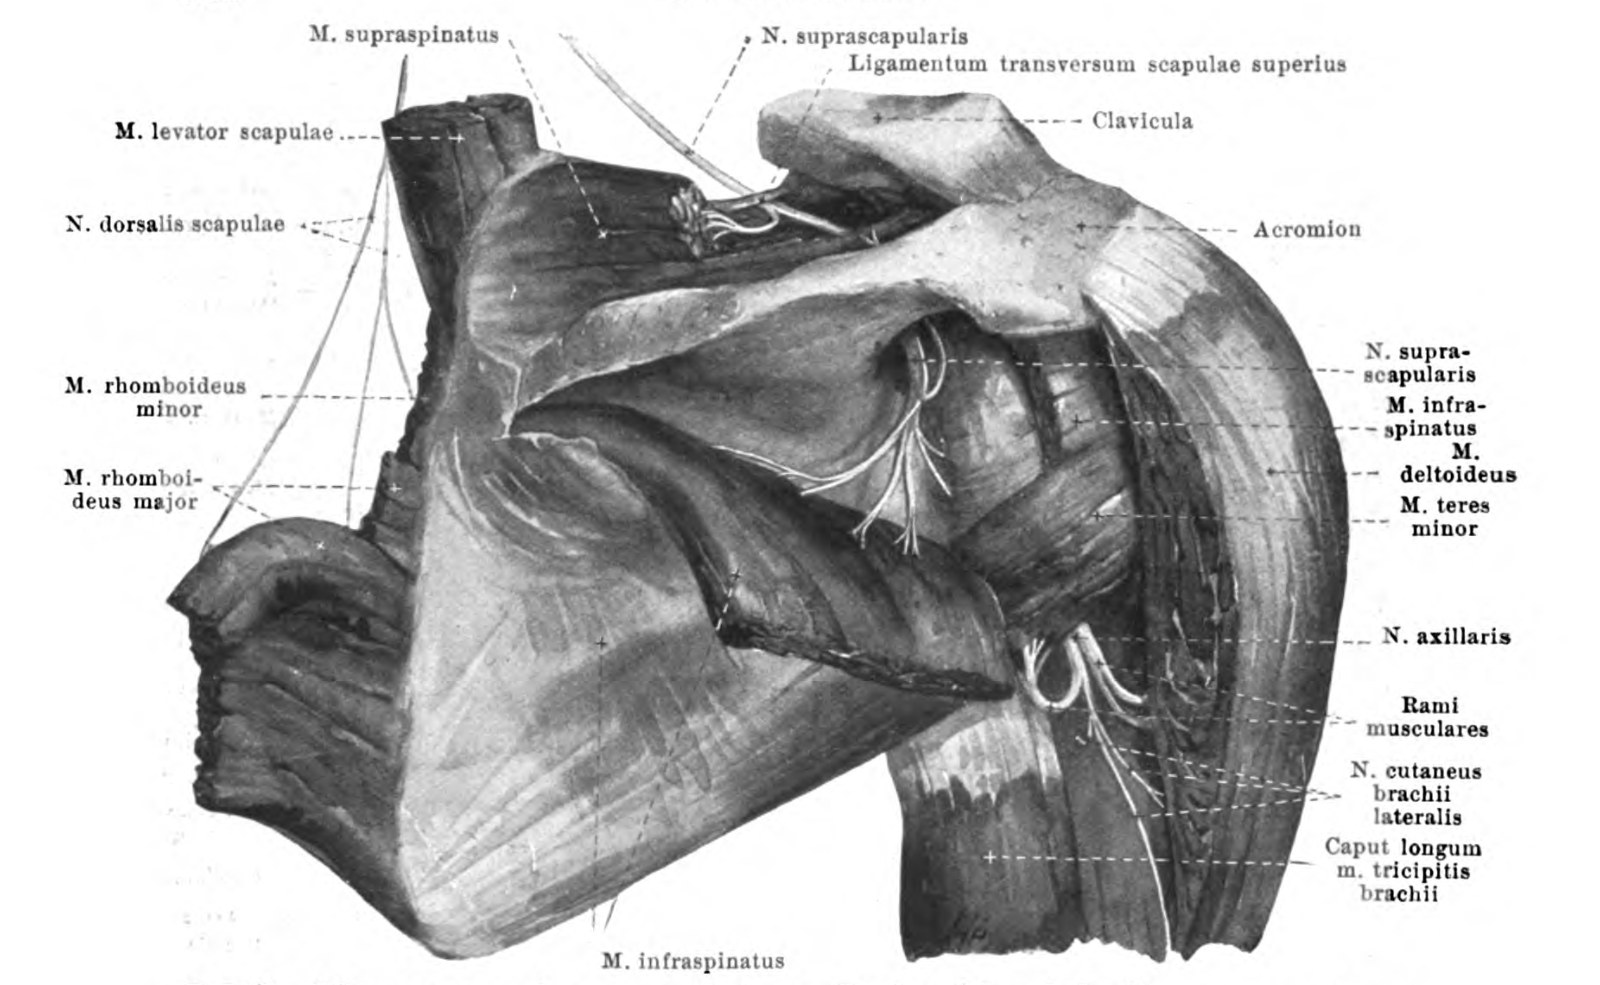 M. supraspinatus
N. suprascapularis
Ligamentum transversum scapulae superius
M. levator scapulae
Clavicula
N. dorsalis scapulae
Acromion
N. supra-
scapularis
M. rhomboideus
minor
M. infra-
spinatus
M.
deltoideus
M. rhomboi-
deus major
M. teres
minor
N. axillaris
Rami
musculares
N. cutaneus
brachii
lateralis
Caput longum
m. tricipitis
brachii
M. infraspinatus